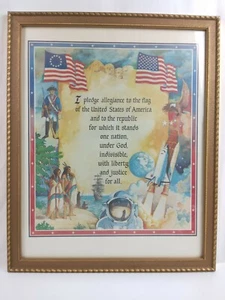 I pledge allegiance to the flag
of the United States of America
and to the republic
for which it stands
one nation,
under God,
indivisible,
with liberty
and justice
for all.